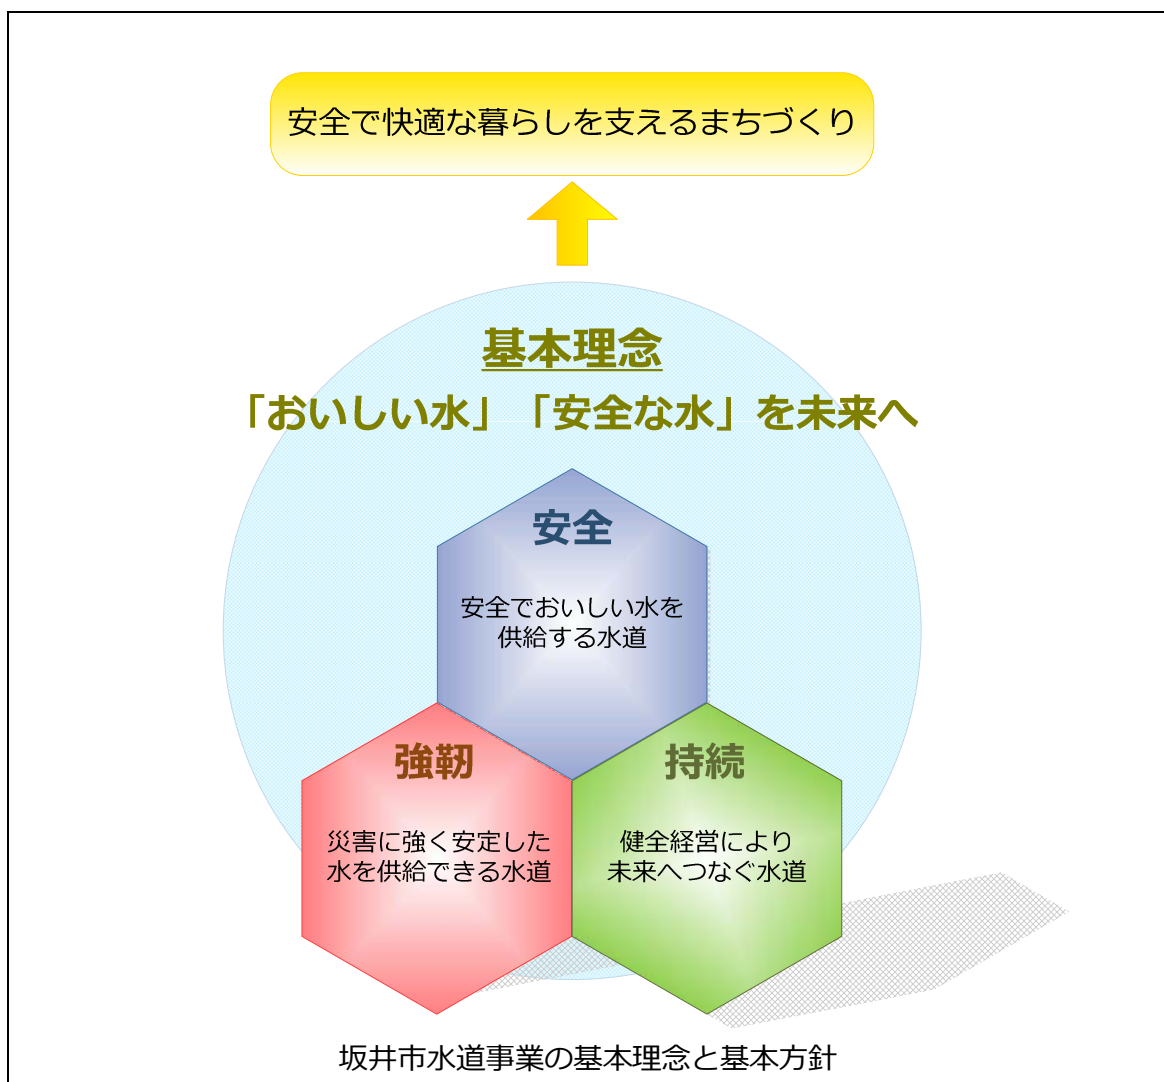 安全で快適な暮らしを支えるまちづくり
基本理念
「おいしい水」「安全な水」を未来へ
安全
安全でおいしい水を
供給する水道
強靭
災害に強く安定した
水を供給できる水道
持続
健全経営により
未来へつなぐ水道
坂井市水道事業の基本理念と基本方針